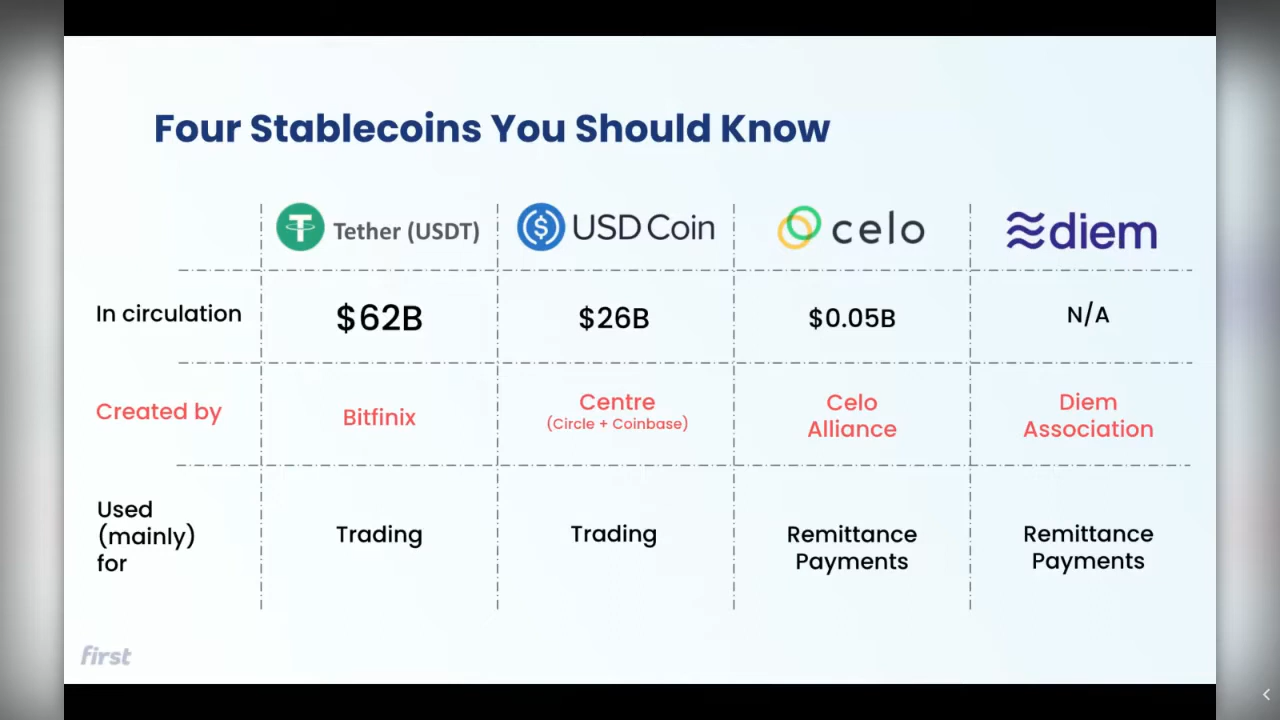 Four Stablecoins You Should Know
Tether (USDT)
USD Coin
celo
diem
In circulation
$62B
$26B
$0.05B
N/A
Created by
Bitfinix
Centre
(Circle + Coinbase)
Celo
Alliance
Diem
Association
Used
(mainly)
for
Trading
Trading
Remittance
Payments
Remittance
Payments
first